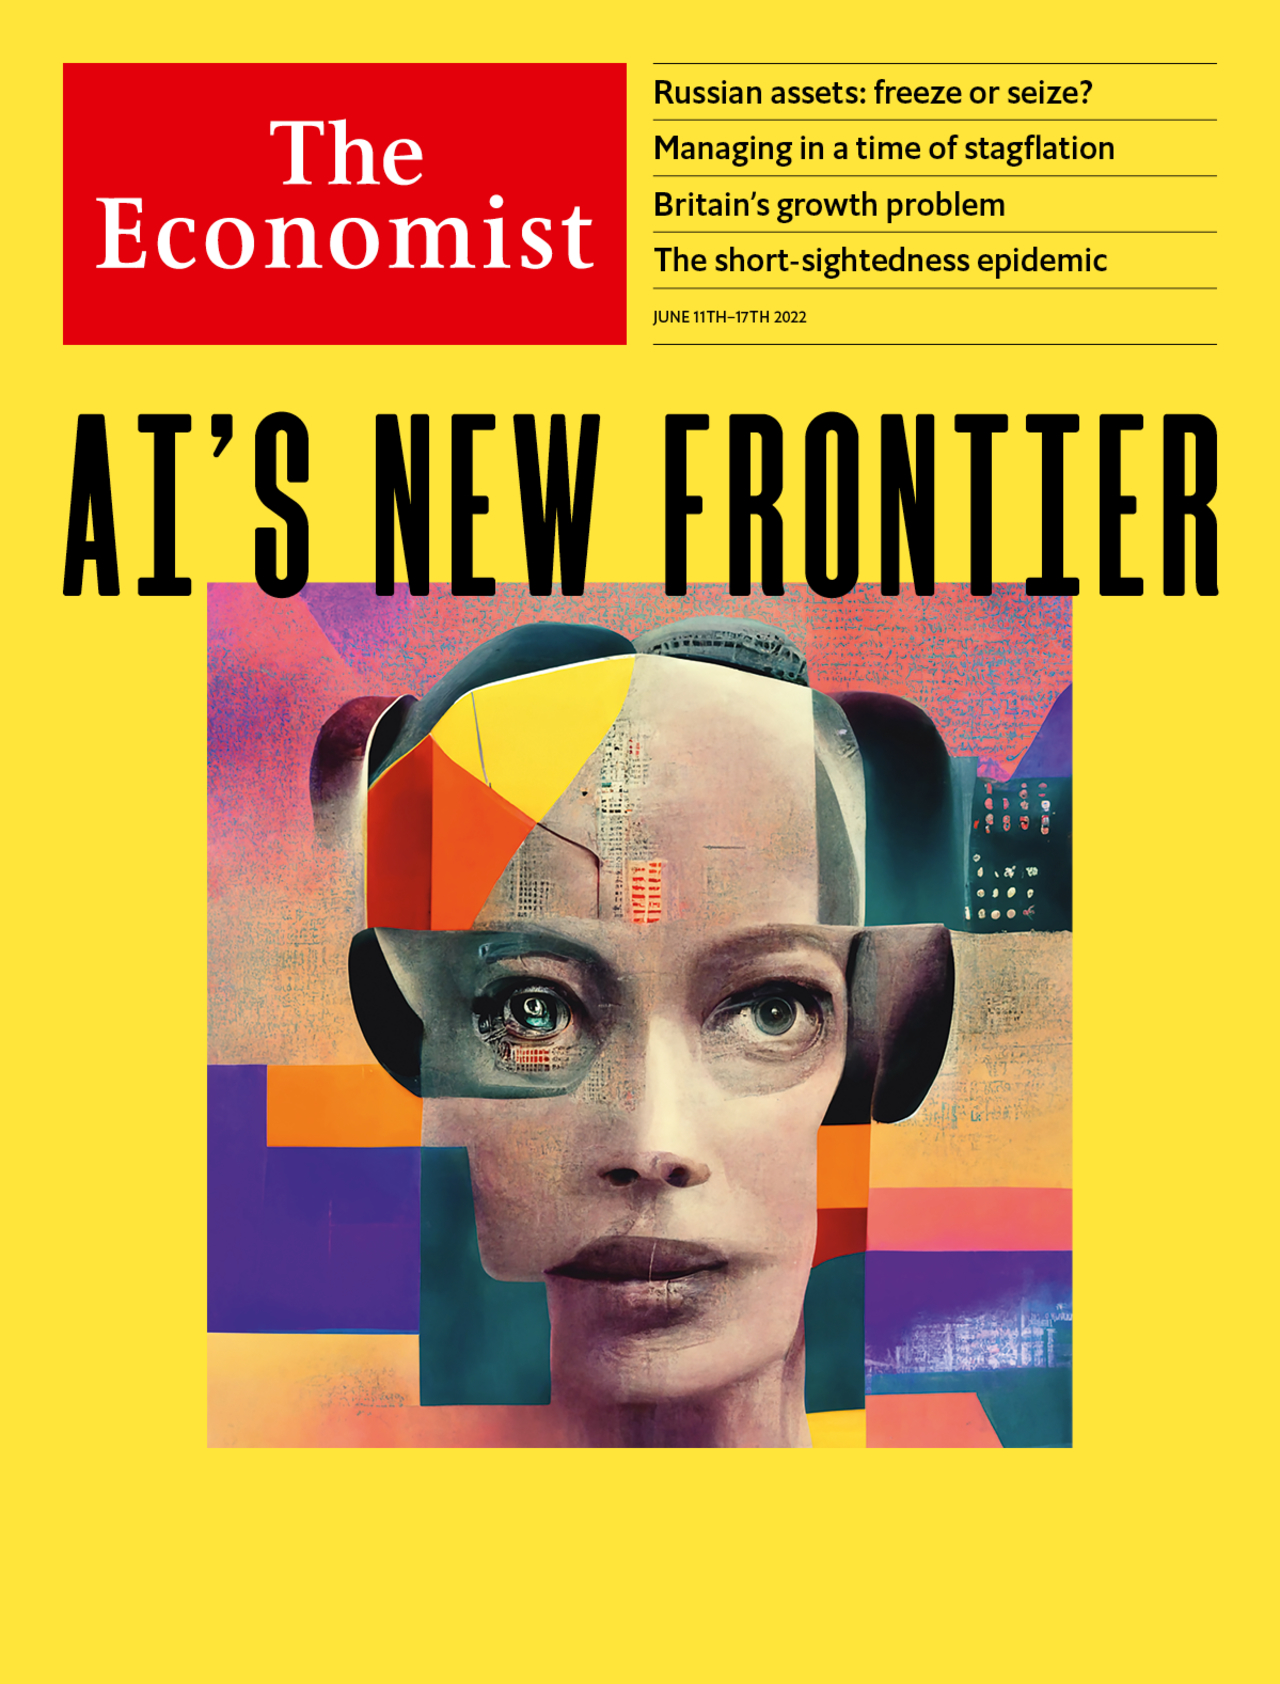 The
Economist
Russian assets: freeze or seize?
Managing in a time of stagflation
Britain’s growth problem
The short-sightedness epidemic
JUNE 11TH–17TH 2022
AI’S NEW FRONTIER